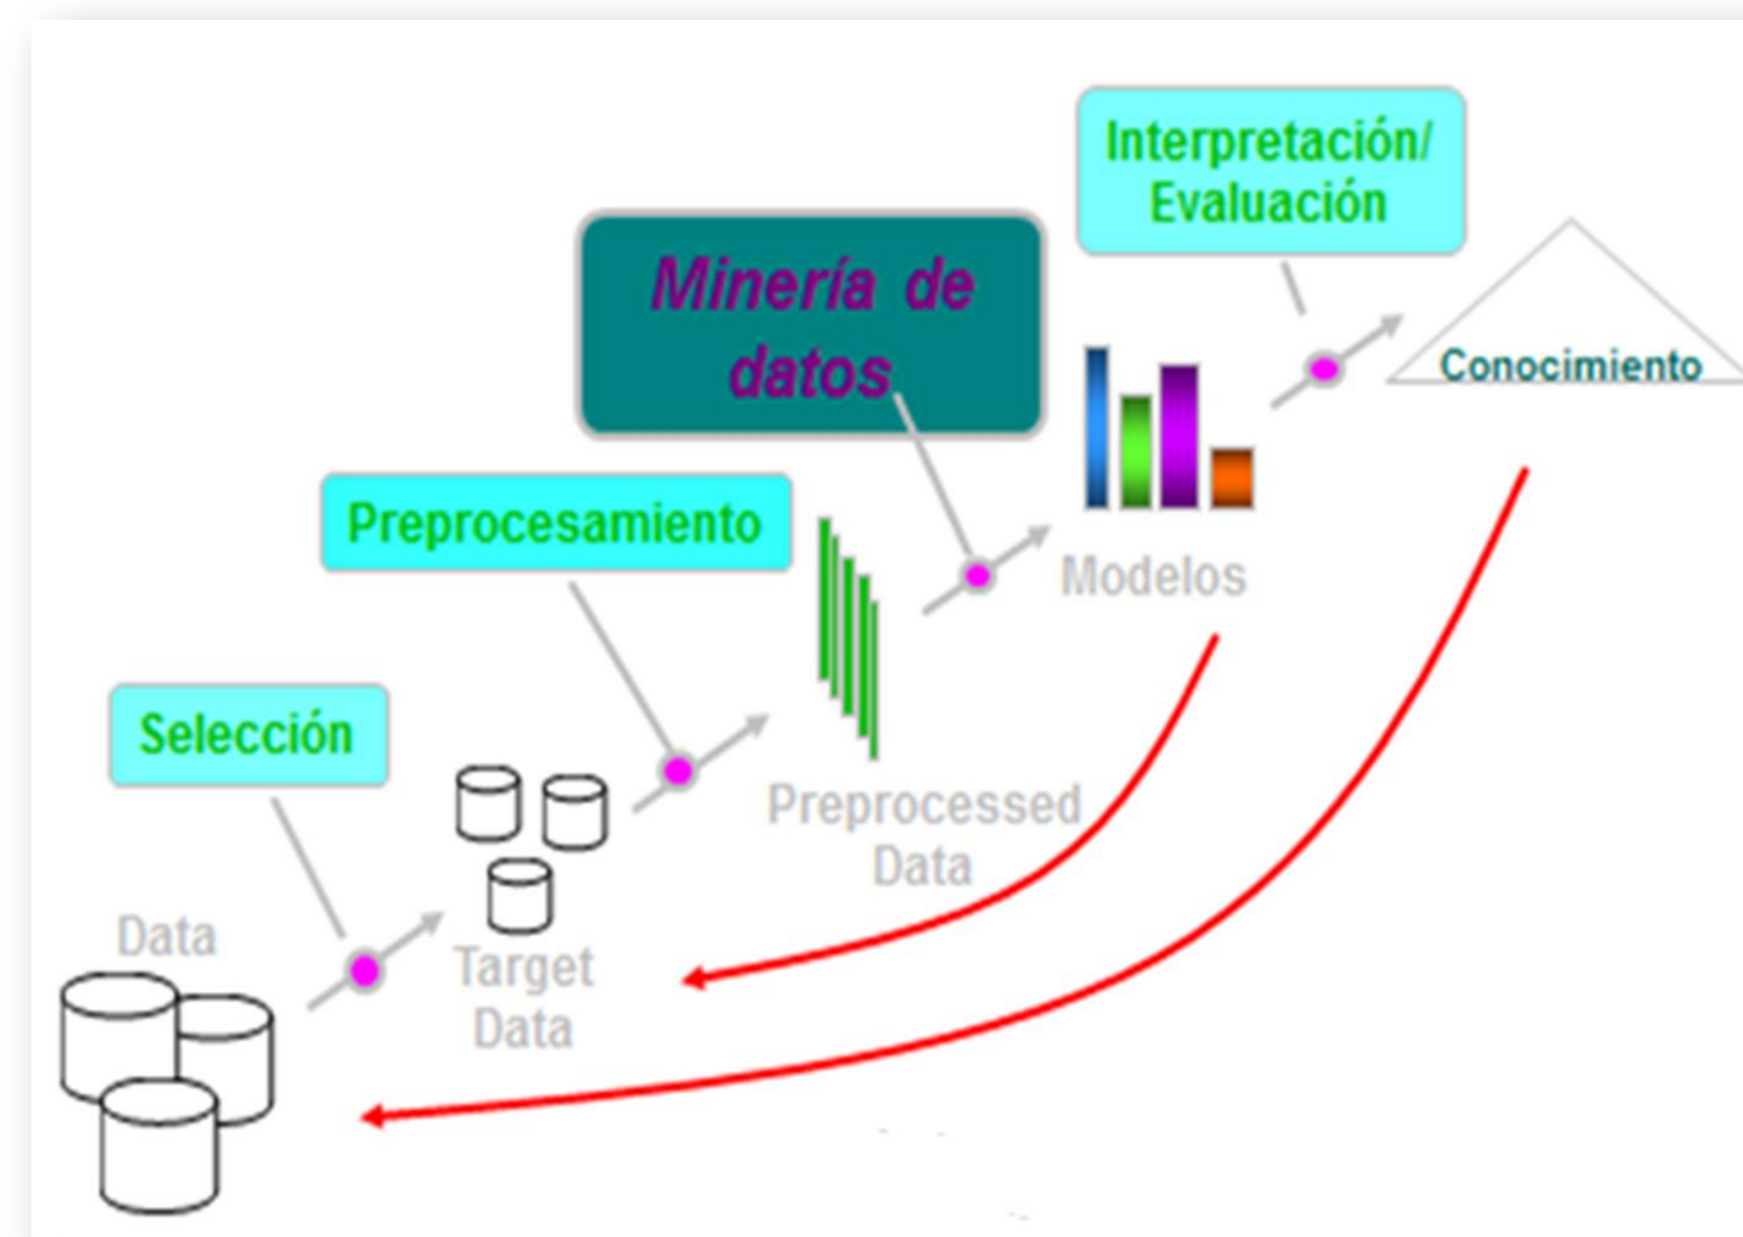 Interpretación/
Evaluación
Minería de
datos
Conocimiento
Preprocesamiento
Modelos
Selección
Preprocessed
Data
Data
Target
Data